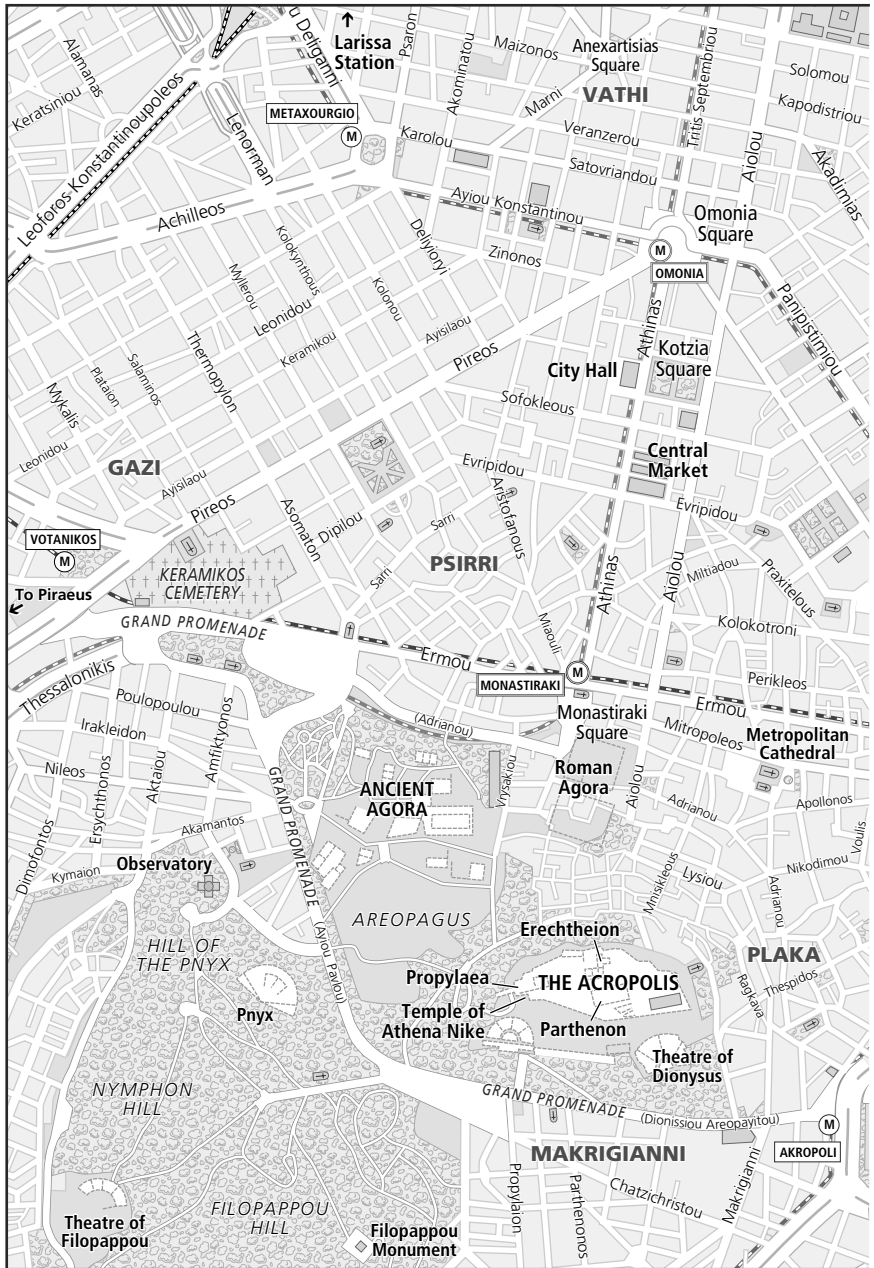 ou Deliganni
Larissa
Station
Psaron
Akominatou
Maizonos
Anexartisias
Square
VATHI
Marni
Tritis Septembriou
Solomou
Kapodistriou
Alamanas
Keratsiniou
Leoforos Konstantinoupoleos
Lenorman
METAXOURGIO
M
Karolou
Veranzerou
Satovriandou
Aiolou
Akadimias
Achilleos
Ayiou Konstantinou
Omonia
Square
M
OMONIA
Zinonos
Deliyioryi
Kolokynthous
Myllerou
Leonidou
Kolonou
Keramikou
Ayisilaou
Thermopylon
Salaminos
Plataion
Mykalis
Pireos
Athinas
Kotzia
Square
City Hall
Panipistimiou
Sofokleous
Central
Market
Leonidou
GAZI
Ayisilaou
Pireos
Evripidou
Evripidou
Aristofanous
Asomaton
Dipilou
Sarri
Sarri
PSIRRI
VOTANIKOS
M
To Piraeus
KERAMIKOS
CEMETERY
Athinas
Aiolou
Miltiadou
Praxitelous
Kolokotroni
Miaouli
GRAND PROMENADE
Ermou
MONASTIRAKI
M
Perikleos
Ermou
Thessalonikis
Poulopoulou
Irakleidon
Nileos
Ersychthonos
Aktaiou
Amfiktyonos
Dimofontos
(Adrianou)
Monastiraki
Square
Mitropoleos
Metropolitan
Cathedral
Vrysakiou
Roman
Agora
Aiolou
Adrianou
Apollonos
ANCIENT
AGORA
GRAND PROMENADE
(Ayiou Pavlou)
Akamantos
Observatory
Kymaion
Mnisikleous
Lysiou
Nikodimou
Voulis
Adrianou
AREOPAGUS
Erechtheion
HILL OF
THE PNYX
Propylaea
THE ACROPOLIS
PLAKA
Pnyx
Temple of
Athena Nike
Parthenon
Ragkava
Thespidos
Theatre of
Dionysus
NYMPHON
HILL
GRAND PROMENADE
(Dionissiou Areopayitou)
M
AKROPOLI
MAKRIGIANNI
Propylaion
Parthenonos
Chatzichristou
Makrigianni
Theatre of
Filopappou
FILOPAPPOU
HILL
Filopappou
Monument